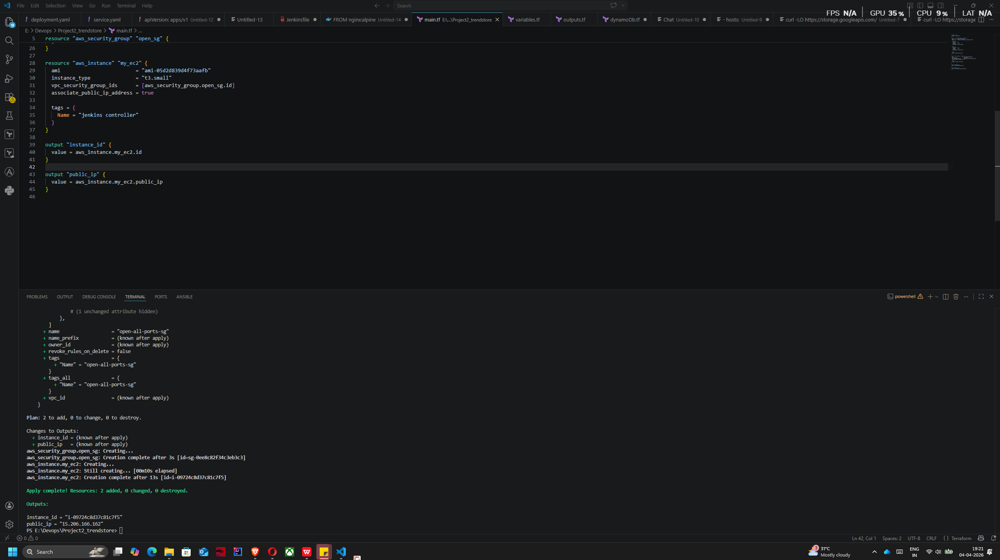 File Edit Selection View Go Run Terminal Help
Search
FPS N/A GPU 35 % CPU 9 % LAT N/A
deployment.yaml service.yaml apiVersion: apps/v1 Untitled-12 Untitled-13 Jenkinsfile FROM nginx:alpine Untitled-14 main.tf E:\...\Project2_trendstore variables.tf outputs.tf dynamoDb.tf Chat Untitled-10 - hosts: Untitled-9 curl -LO https://storage.googleapis.com/ Untitled-7 curl -LO https://storage
18
E: > Devops > Project2_trendstore > main.tf > ...
5 resource "aws_security_group" "open_sg" {
26 }
27
28 resource "aws_instance" "my_ec2" {
29 ami = "ami-05d2d839d4f73aafb"
30 instance_type = "t3.small"
31 vpc_security_group_ids = [aws_security_group.open_sg.id]
32 associate_public_ip_address = true
33
34 tags = {
35 Name = "jenkins controller"
36 }
37 }
38
39 output "instance_id" {
40 value = aws_instance.my_ec2.id
41 }
42
43 output "public_ip" {
44 value = aws_instance.my_ec2.public_ip
45 }
46
PROBLEMS OUTPUT DEBUG CONSOLE TERMINAL PORTS ANSIBLE
powershell
# (1 unchanged attribute hidden)
},
]
+ name = "open-all-ports-sg"
+ name_prefix = (known after apply)
+ owner_id = (known after apply)
+ revoke_rules_on_delete = false
+ tags = {
+ "Name" = "open-all-ports-sg"
}
+ tags_all = {
+ "Name" = "open-all-ports-sg"
}
+ vpc_id = (known after apply)
}
Plan: 2 to add, 0 to change, 0 to destroy.
Changes to Outputs:
+ instance_id = (known after apply)
+ public_ip = (known after apply)
aws_security_group.open_sg: Creating...
aws_security_group.open_sg: Creation complete after 3s [id=sg-0ee8c82f34c3eb3c3]
aws_instance.my_ec2: Creating...
aws_instance.my_ec2: Still creating... [00m10s elapsed]
aws_instance.my_ec2: Creation complete after 13s [id=i-09724c8d37c81c7f5]
Apply complete! Resources: 2 added, 0 changed, 0 destroyed.
Outputs:
instance_id = "i-09724c8d37c81c7f5"
public_ip = "15.206.166.162"
PS E:\Devops\Project2_trendstore>
0 0
Ln 42, Col 1 Spaces: 2 UTF-8 CRLF { } Terraform
Search
3
31°C
Mostly cloudy
ENG
IN
19:21
04-04-2026